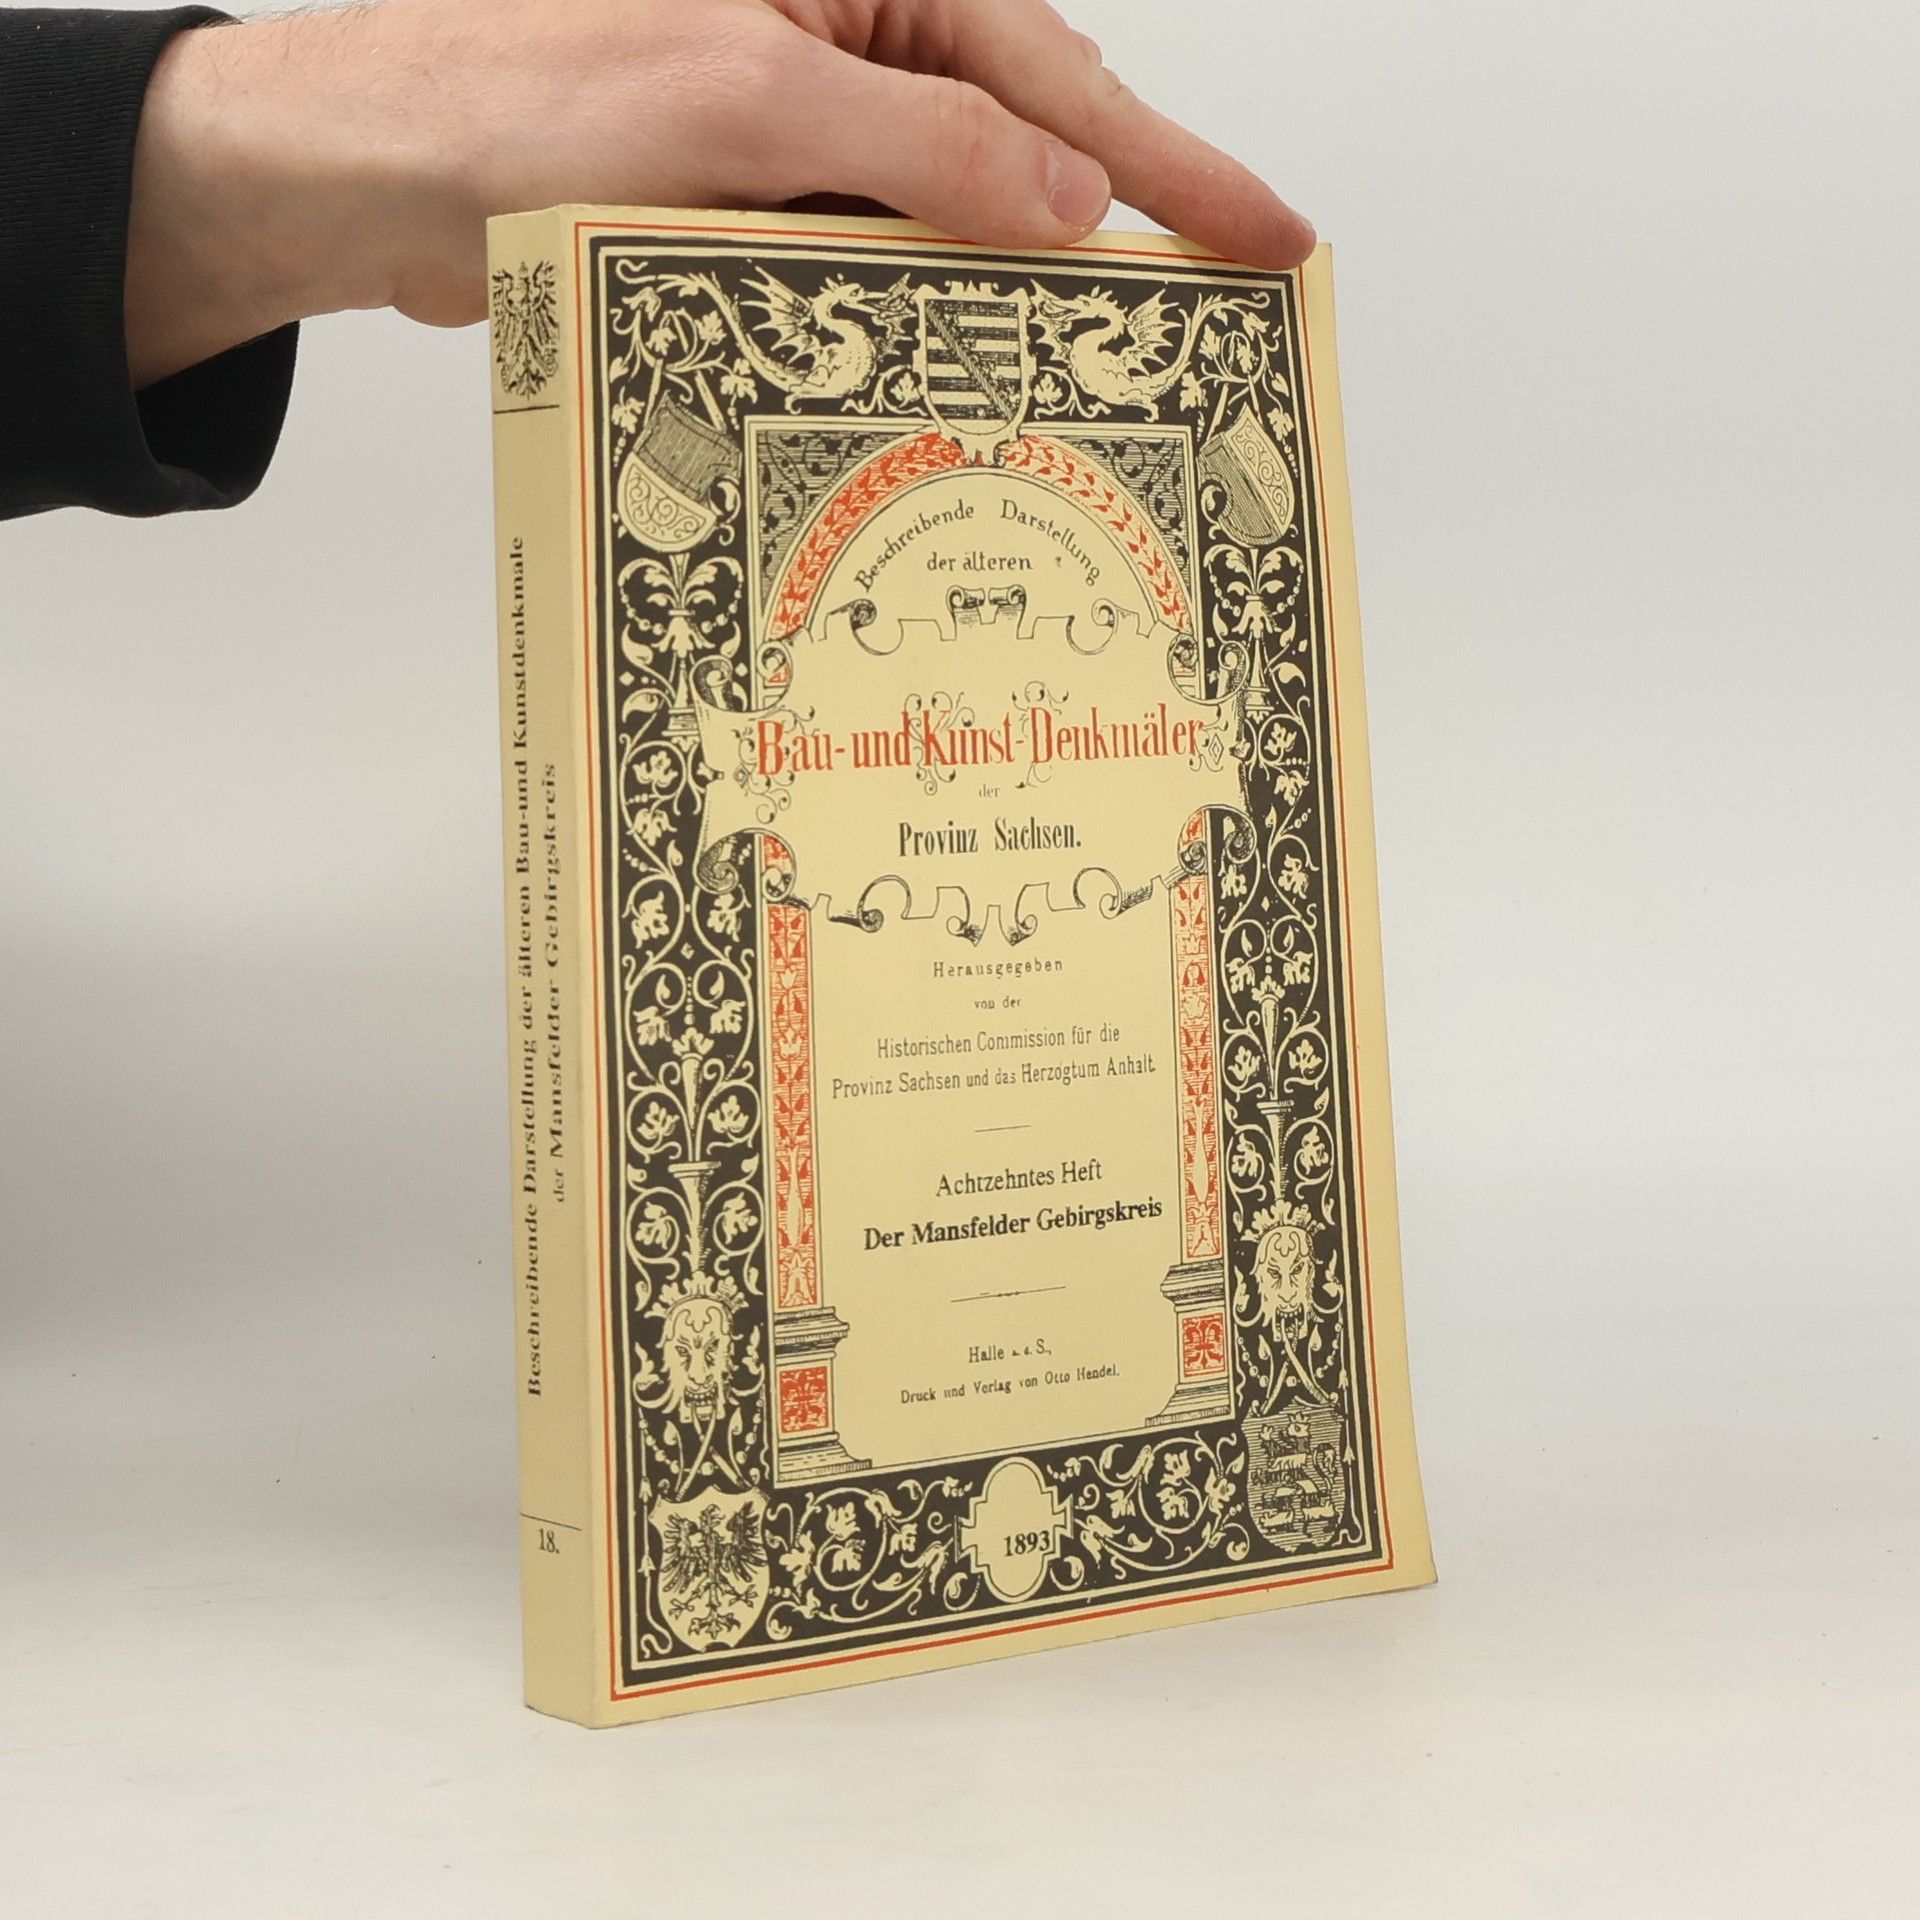 Beschreibende Darstellung
der älteren
Bau- und Kunst-Denkmäler
der
Provinz Sachsen.
Herausgegeben
von der
Historischen Commission für die
Provinz Sachsen und das Herzogtum Anhalt.
Achtzehntes Heft
Der Mansfelder Gebirgskreis
Halle a. d. S.,
Druck und Verlag von Otto Hendel.
1893
Beschreibende Darstellung der älteren Bau- und Kunstdenkmale
der Mansfelder Gebirgskreis
18.